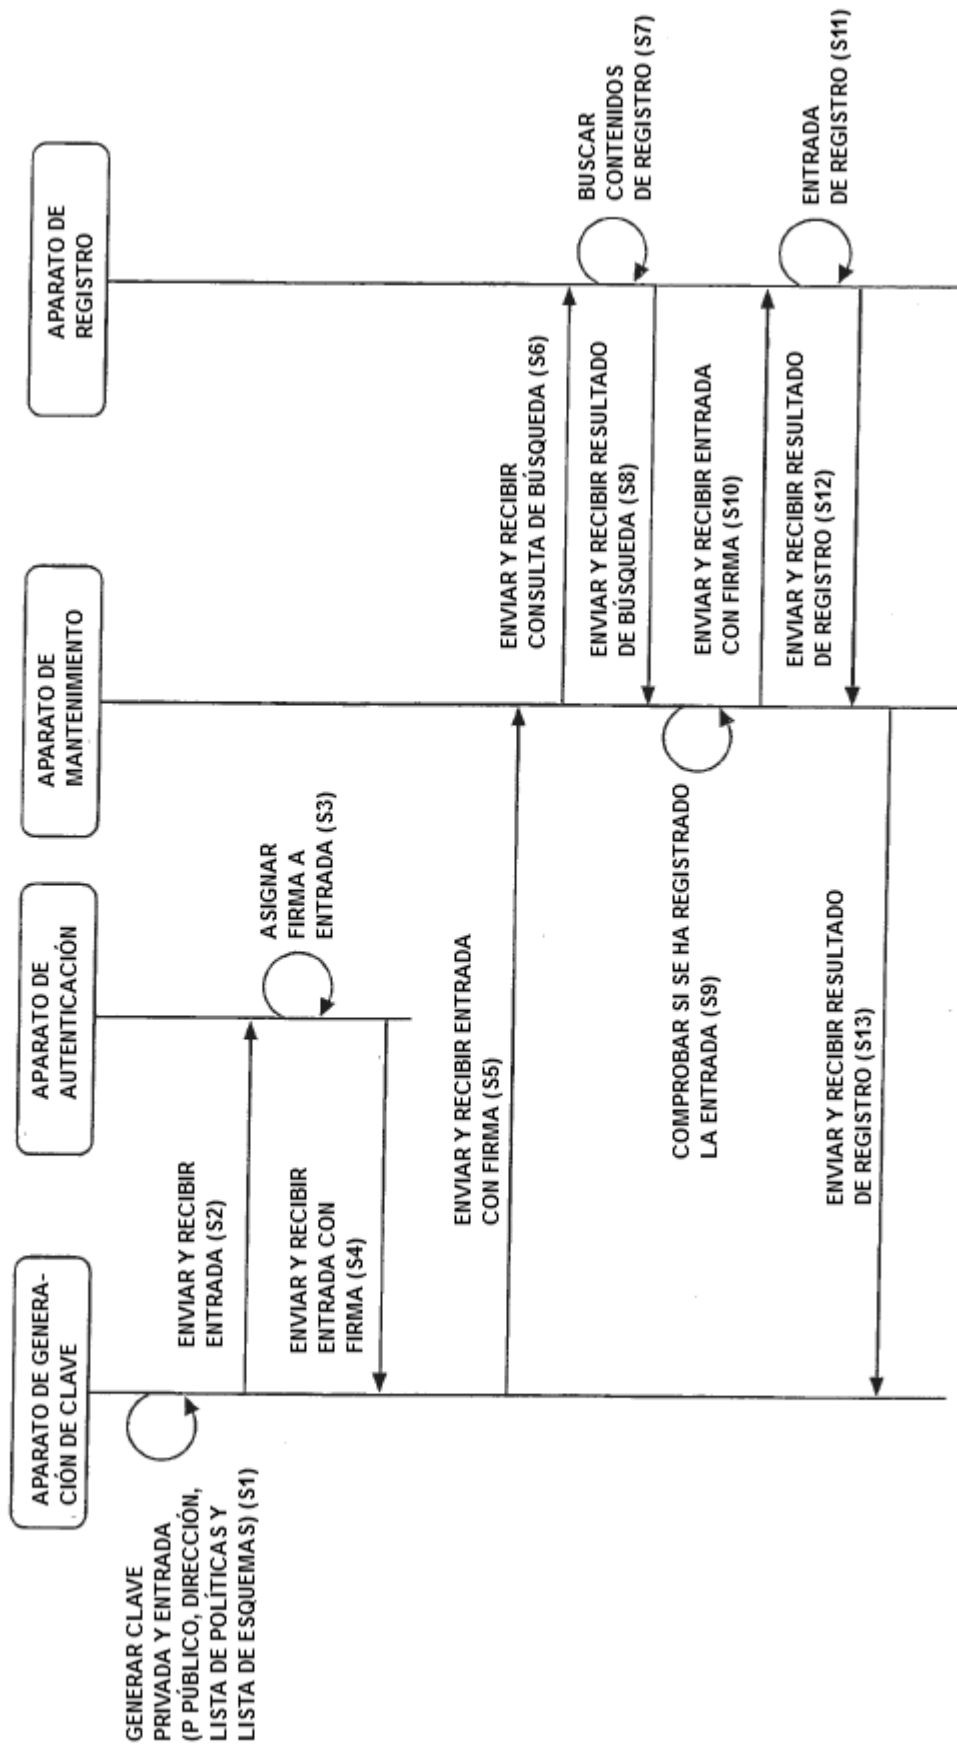 APARATO DE GENERA-
CIÓN DE CLAVE
APARATO DE
AUTENTICACIÓN
APARATO DE
MANTENIMIENTO
APARATO DE
REGISTRO
GENERAR CLAVE
PRIVADA Y ENTRADA
(P PÚBLICO, DIRECCIÓN,
LISTA DE POLÍTICAS Y
LISTA DE ESQUEMAS) (S1)
ENVIAR Y RECIBIR
ENTRADA (S2)
ASIGNAR
FIRMA A
ENTRADA (S3)
ENVIAR Y RECIBIR
ENTRADA CON
FIRMA (S4)
ENVIAR Y RECIBIR ENTRADA
CON FIRMA (S5)
ENVIAR Y RECIBIR
CONSULTA DE BÚSQUEDA (S6)
BUSCAR
CONTENIDOS
DE REGISTRO (S7)
ENVIAR Y RECIBIR RESULTADO
DE BÚSQUEDA (S8)
COMPROBAR SI SE HA REGISTRADO
LA ENTRADA (S9)
ENVIAR Y RECIBIR ENTRADA
CON FIRMA (S10)
ENTRADA
DE REGISTRO (S11)
ENVIAR Y RECIBIR RESULTADO
DE REGISTRO (S12)
ENVIAR Y RECIBIR RESULTADO
DE REGISTRO (S13)